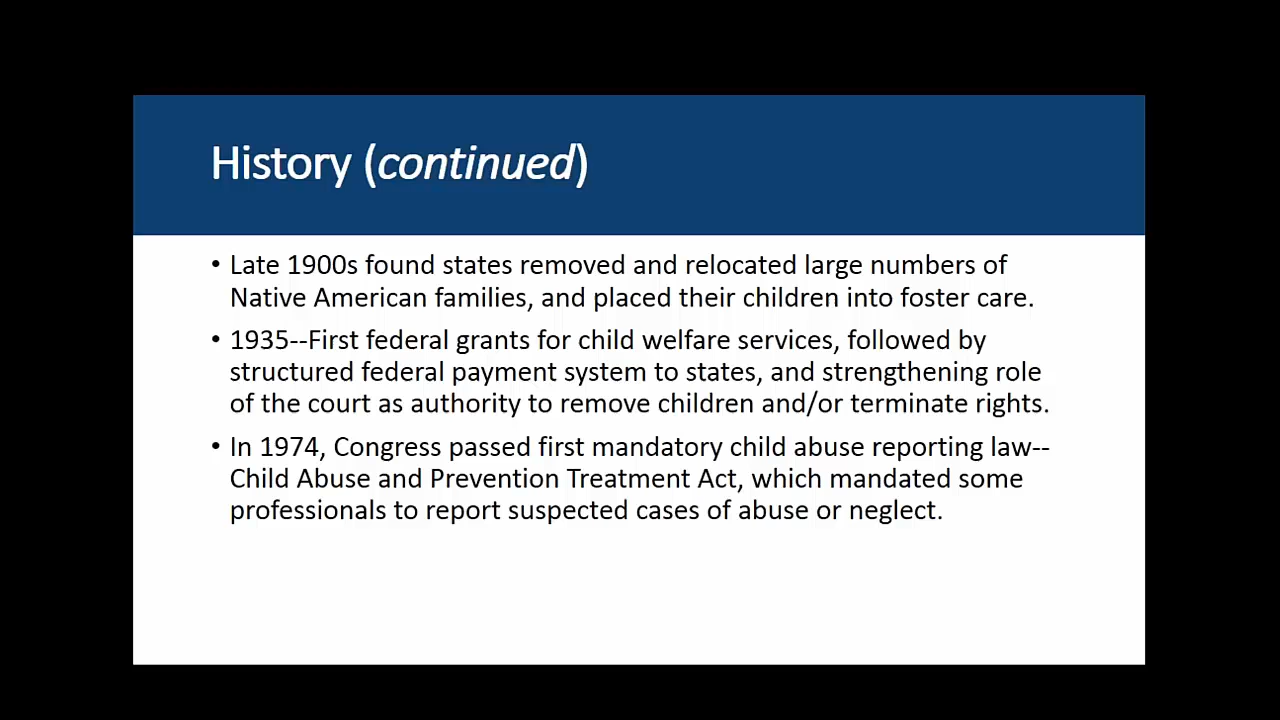 History (continued)
• Late 1900s found states removed and relocated large numbers of
Native American families, and placed their children into foster care.
• 1935--First federal grants for child welfare services, followed by
structured federal payment system to states, and strengthening role
of the court as authority to remove children and/or terminate rights.
• In 1974, Congress passed first mandatory child abuse reporting law--
Child Abuse and Prevention Treatment Act, which mandated some
professionals to report suspected cases of abuse or neglect.